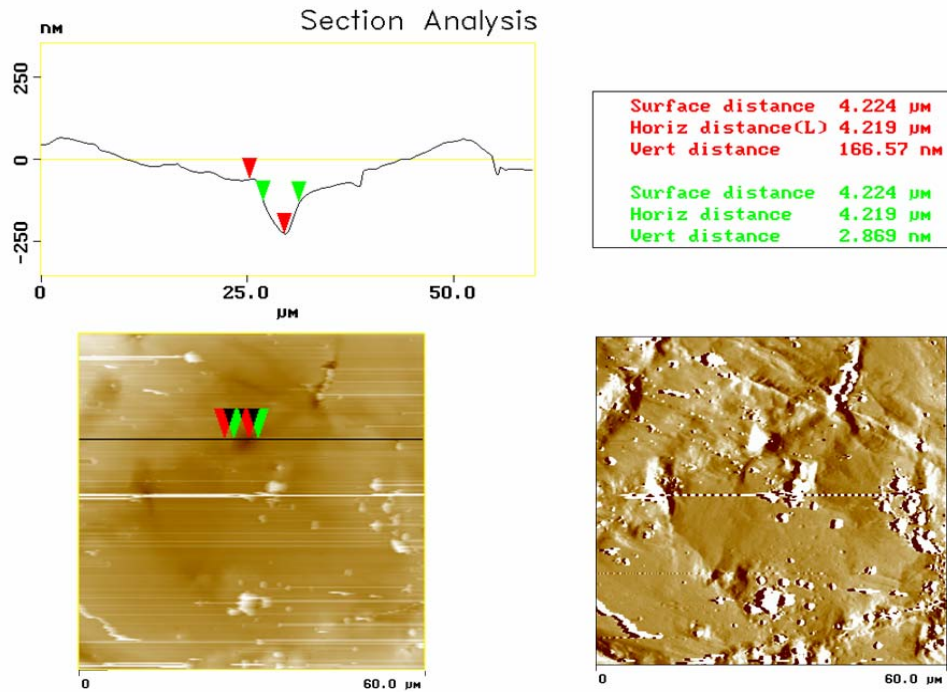 Section Analysis
nM
250
0
-250
0
25.0
50.0
µM
Surface distance 4.224 µM
Horiz distance(L) 4.219 µM
Vert distance 166.57 nM
Surface distance 4.224 µM
Horiz distance 4.219 µM
Vert distance 2.869 nM
0
60.0 µM
0
60.0 µM